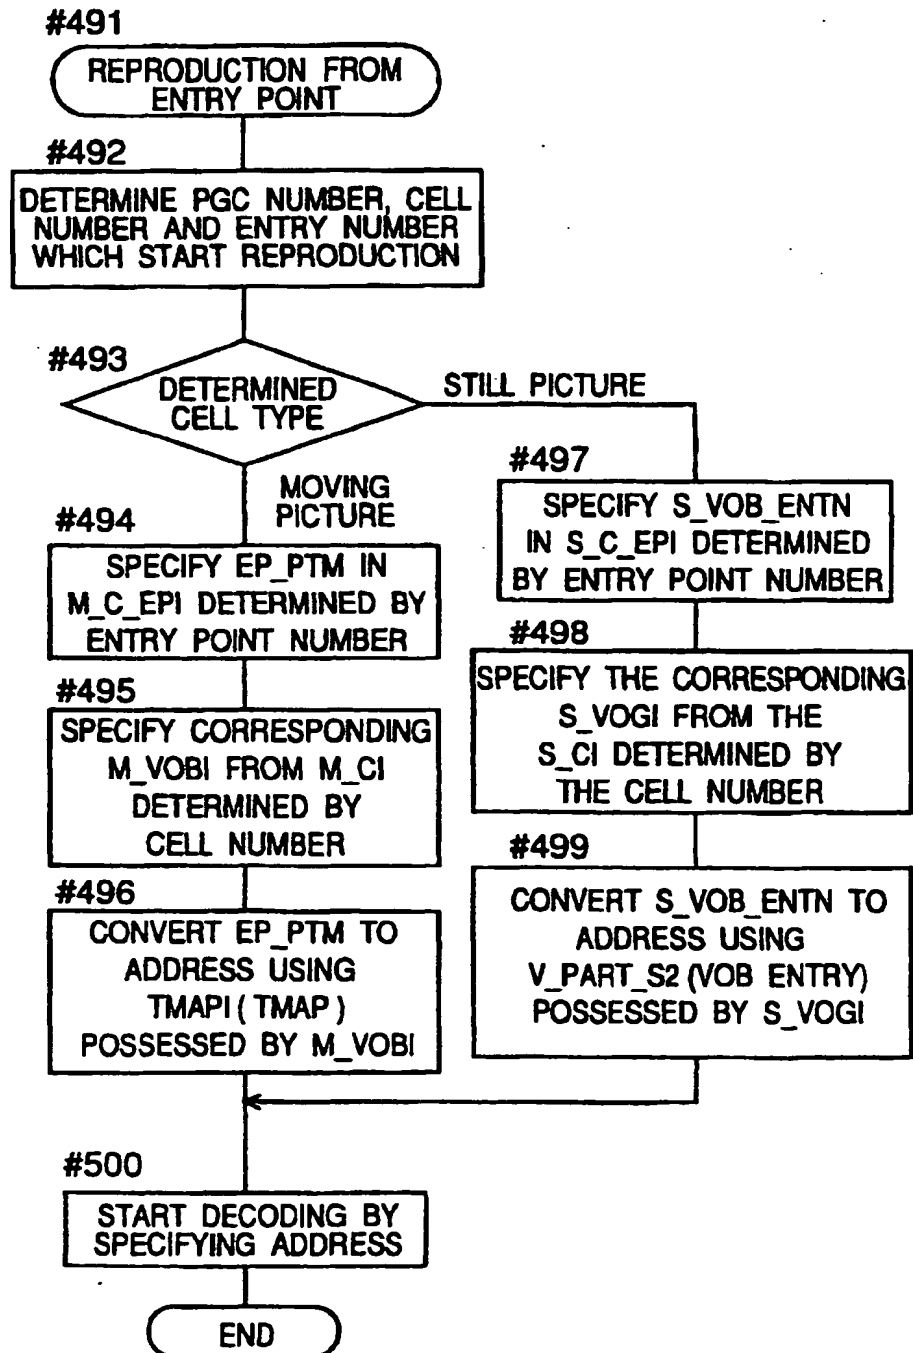 #491
REPRODUCTION FROM
ENTRY POINT
#492
DETERMINE PGC NUMBER, CELL
NUMBER AND ENTRY NUMBER
WHICH START REPRODUCTION
#493
DETERMINED
CELL TYPE
STILL PICTURE
MOVING
PICTURE
#494
SPECIFY EP_PTM IN
M_C_EPI DETERMINED BY
ENTRY POINT NUMBER
#495
SPECIFY CORRESPONDING
M_VOBI FROM M_CI
DETERMINED BY
CELL NUMBER
#496
CONVERT EP_PTM TO
ADDRESS USING
TMAPI ( TMAP )
POSSESSED BY M_VOBI
#497
SPECIFY S_VOB_ENTN
IN S_C_EPI DETERMINED
BY ENTRY POINT NUMBER
#498
SPECIFY THE CORRESPONDING
S_VOGI FROM THE
S_CI DETERMINED BY
THE CELL NUMBER
#499
CONVERT S_VOB_ENTN TO
ADDRESS USING
V_PART_S2 (VOB ENTRY)
POSSESSED BY S_VOGI
#500
START DECODING BY
SPECIFYING ADDRESS
END